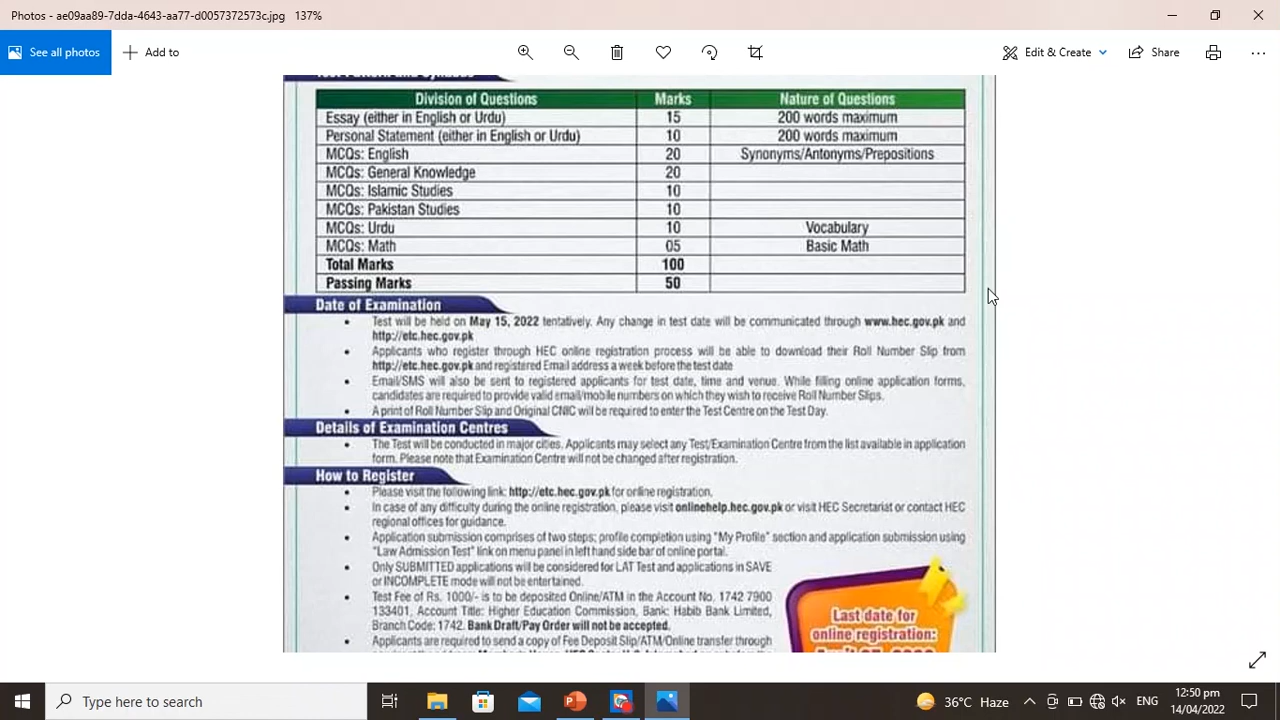 Photos - ae09aa89-7dda-4643-aa77-d0057372573c.jpg 137%
See all photos
Add to
Edit & Create
Share
Test Pattern and Syllabus
Division of Questions Marks Nature of Questions
Essay (either in English or Urdu) 15 200 words maximum
Personal Statement (either in English or Urdu) 10 200 words maximum
MCQs: English 20 Synonyms/Antonyms/Prepositions
MCQs: General Knowledge 20
MCQs: Islamic Studies 10
MCQs: Pakistan Studies 10
MCQs: Urdu 10 Vocabulary
MCQs: Math 05 Basic Math
Total Marks 100
Passing Marks 50
Date of Examination
• Test will be held on May 15, 2022 tentatively. Any change in test date will be communicated through www.hec.gov.pk and
http://etc.hec.gov.pk
• Applicants who register through HEC online registration process will be able to download their Roll Number Slip from
http://etc.hec.gov.pk and registered Email address a week before the test date
• Email/SMS will also be sent to registered applicants for test date, time and venue. While filling online application forms,
candidates are required to provide valid email/mobile numbers on which they wish to receive Roll Number Slips.
• A print of Roll Number Slip and Original CNIC will be required to enter the Test Centre on the Test Day.
Details of Examination Centres
• The Test will be conducted in major cities. Applicants may select any Test/Examination Centre from the list available in application
form. Please note that Examination Centre will not be changed after registration.
How to Register
• Please visit the following link: http://etc.hec.gov.pk for online registration.
• In case of any difficulty during the online registration, please visit onlinehelp.hec.gov.pk or visit HEC Secretariat or contact HEC
regional offices for guidance.
• Application submission comprises of two steps; profile completion using "My Profile" section and application submission using
"Law Admission Test" link on menu panel in left hand side bar of online portal.
• Only SUBMITTED applications will be considered for LAT Test and applications in SAVE
or INCOMPLETE mode will not be entertained.
• Test Fee of Rs. 1000/- is to be deposited Online/ATM in the Account No. 1742 7900
133401, Account Title: Higher Education Commission, Bank: Habib Bank Limited,
Branch Code: 1742. Bank Draft/Pay Order will not be accepted.
• Applicants are required to send a copy of Fee Deposit Slip/ATM/Online transfer through
Last date for
online registration:
Type here to search
36°C Haze
ENG
12:50 pm
14/04/2022